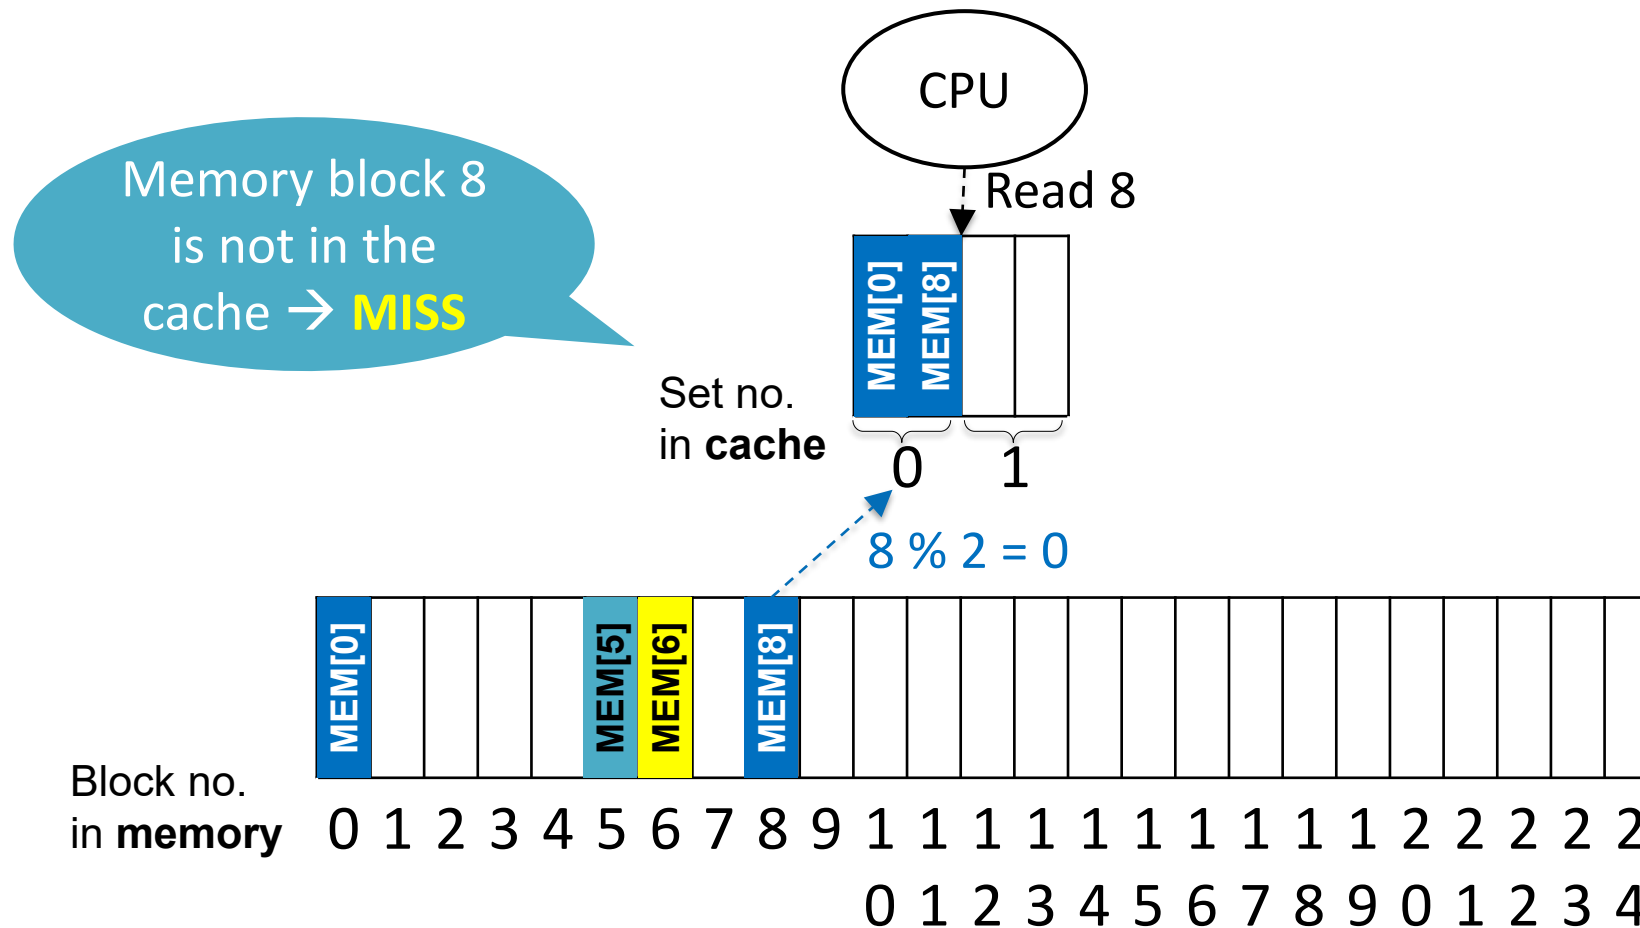 CPU
Read 8
Memory block 8
is not in the
cache → MISS
MEM[0]
MEM[8]
Set no.
in cache
0 1
8 % 2 = 0
MEM[0]
MEM[5]
MEM[6]
MEM[8]
Block no.
in memory
0 1 2 3 4 5 6 7 8 9 1 1 1 1 1 1 1 1 1 1 2 2 2 2 2
0 1 2 3 4 5 6 7 8 9 0 1 2 3 4